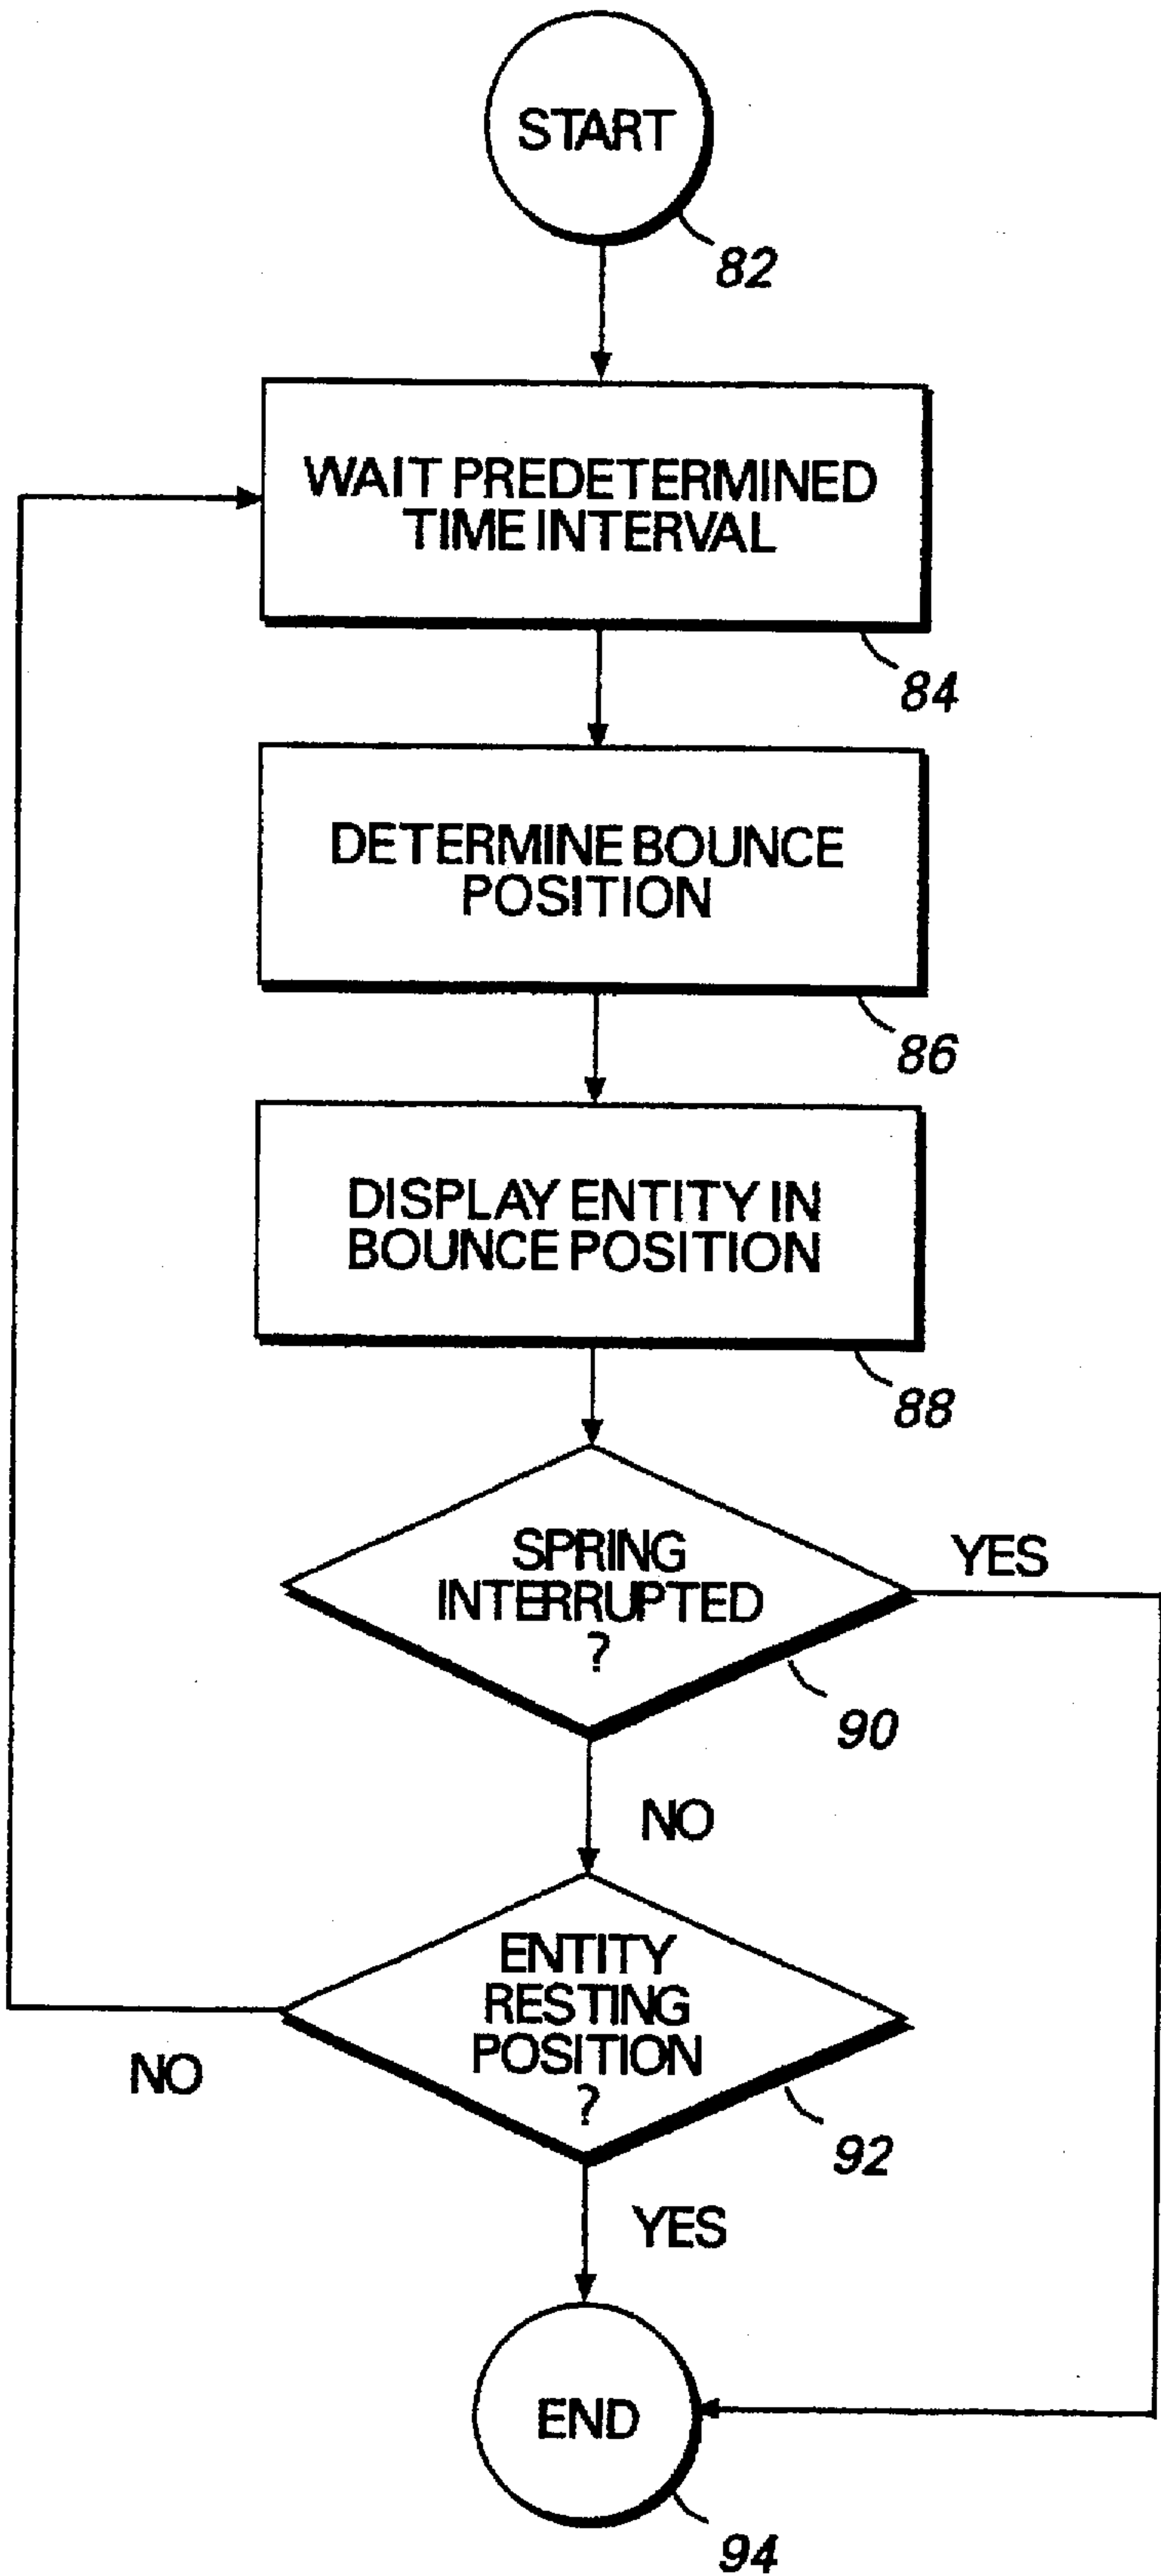 START
82
WAIT PREDETERMINED
TIME INTERVAL
84
DETERMINE BOUNCE
POSITION
86
DISPLAY ENTITY IN
BOUNCE POSITION
88
SPRING
INTERRUPTED
?
YES
90
NO
ENTITY
RESTING
POSITION
?
NO
92
YES
END
94